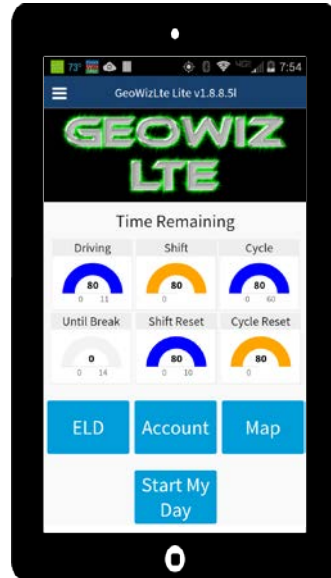 73° 7:54
GeoWizLte Lite v1.8.8.5l
GEOWIZ
LTE
Time Remaining
Driving Shift Cycle
80 80 80
0 11 0 0 60
Until Break Shift Reset Cycle Reset
0 80 80
0 14 0 10 0
ELD Account Map
Start My
Day